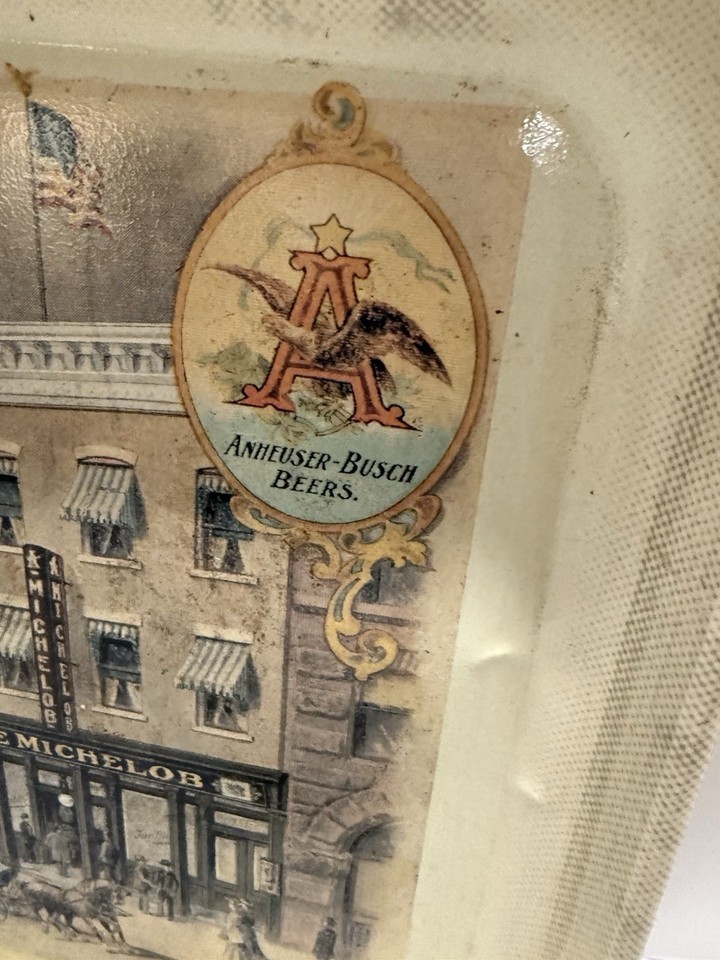 A
ANHEUSER-BUSCH
BEERS.
A-MICHELOB
MICHELOB
E MICHELOB